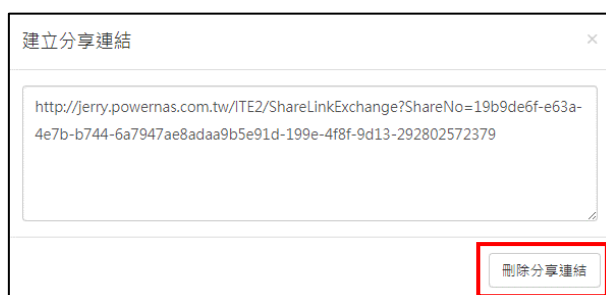 建立分享連結
×
http://jerry.powernas.com.tw/ITE2/ShareLinkExchange?ShareNo=19b9de6f-e63a-
4e7b-b744-6a7947ae8adaa9b5e91d-199e-4f8f-9d13-292802572379
刪除分享連結